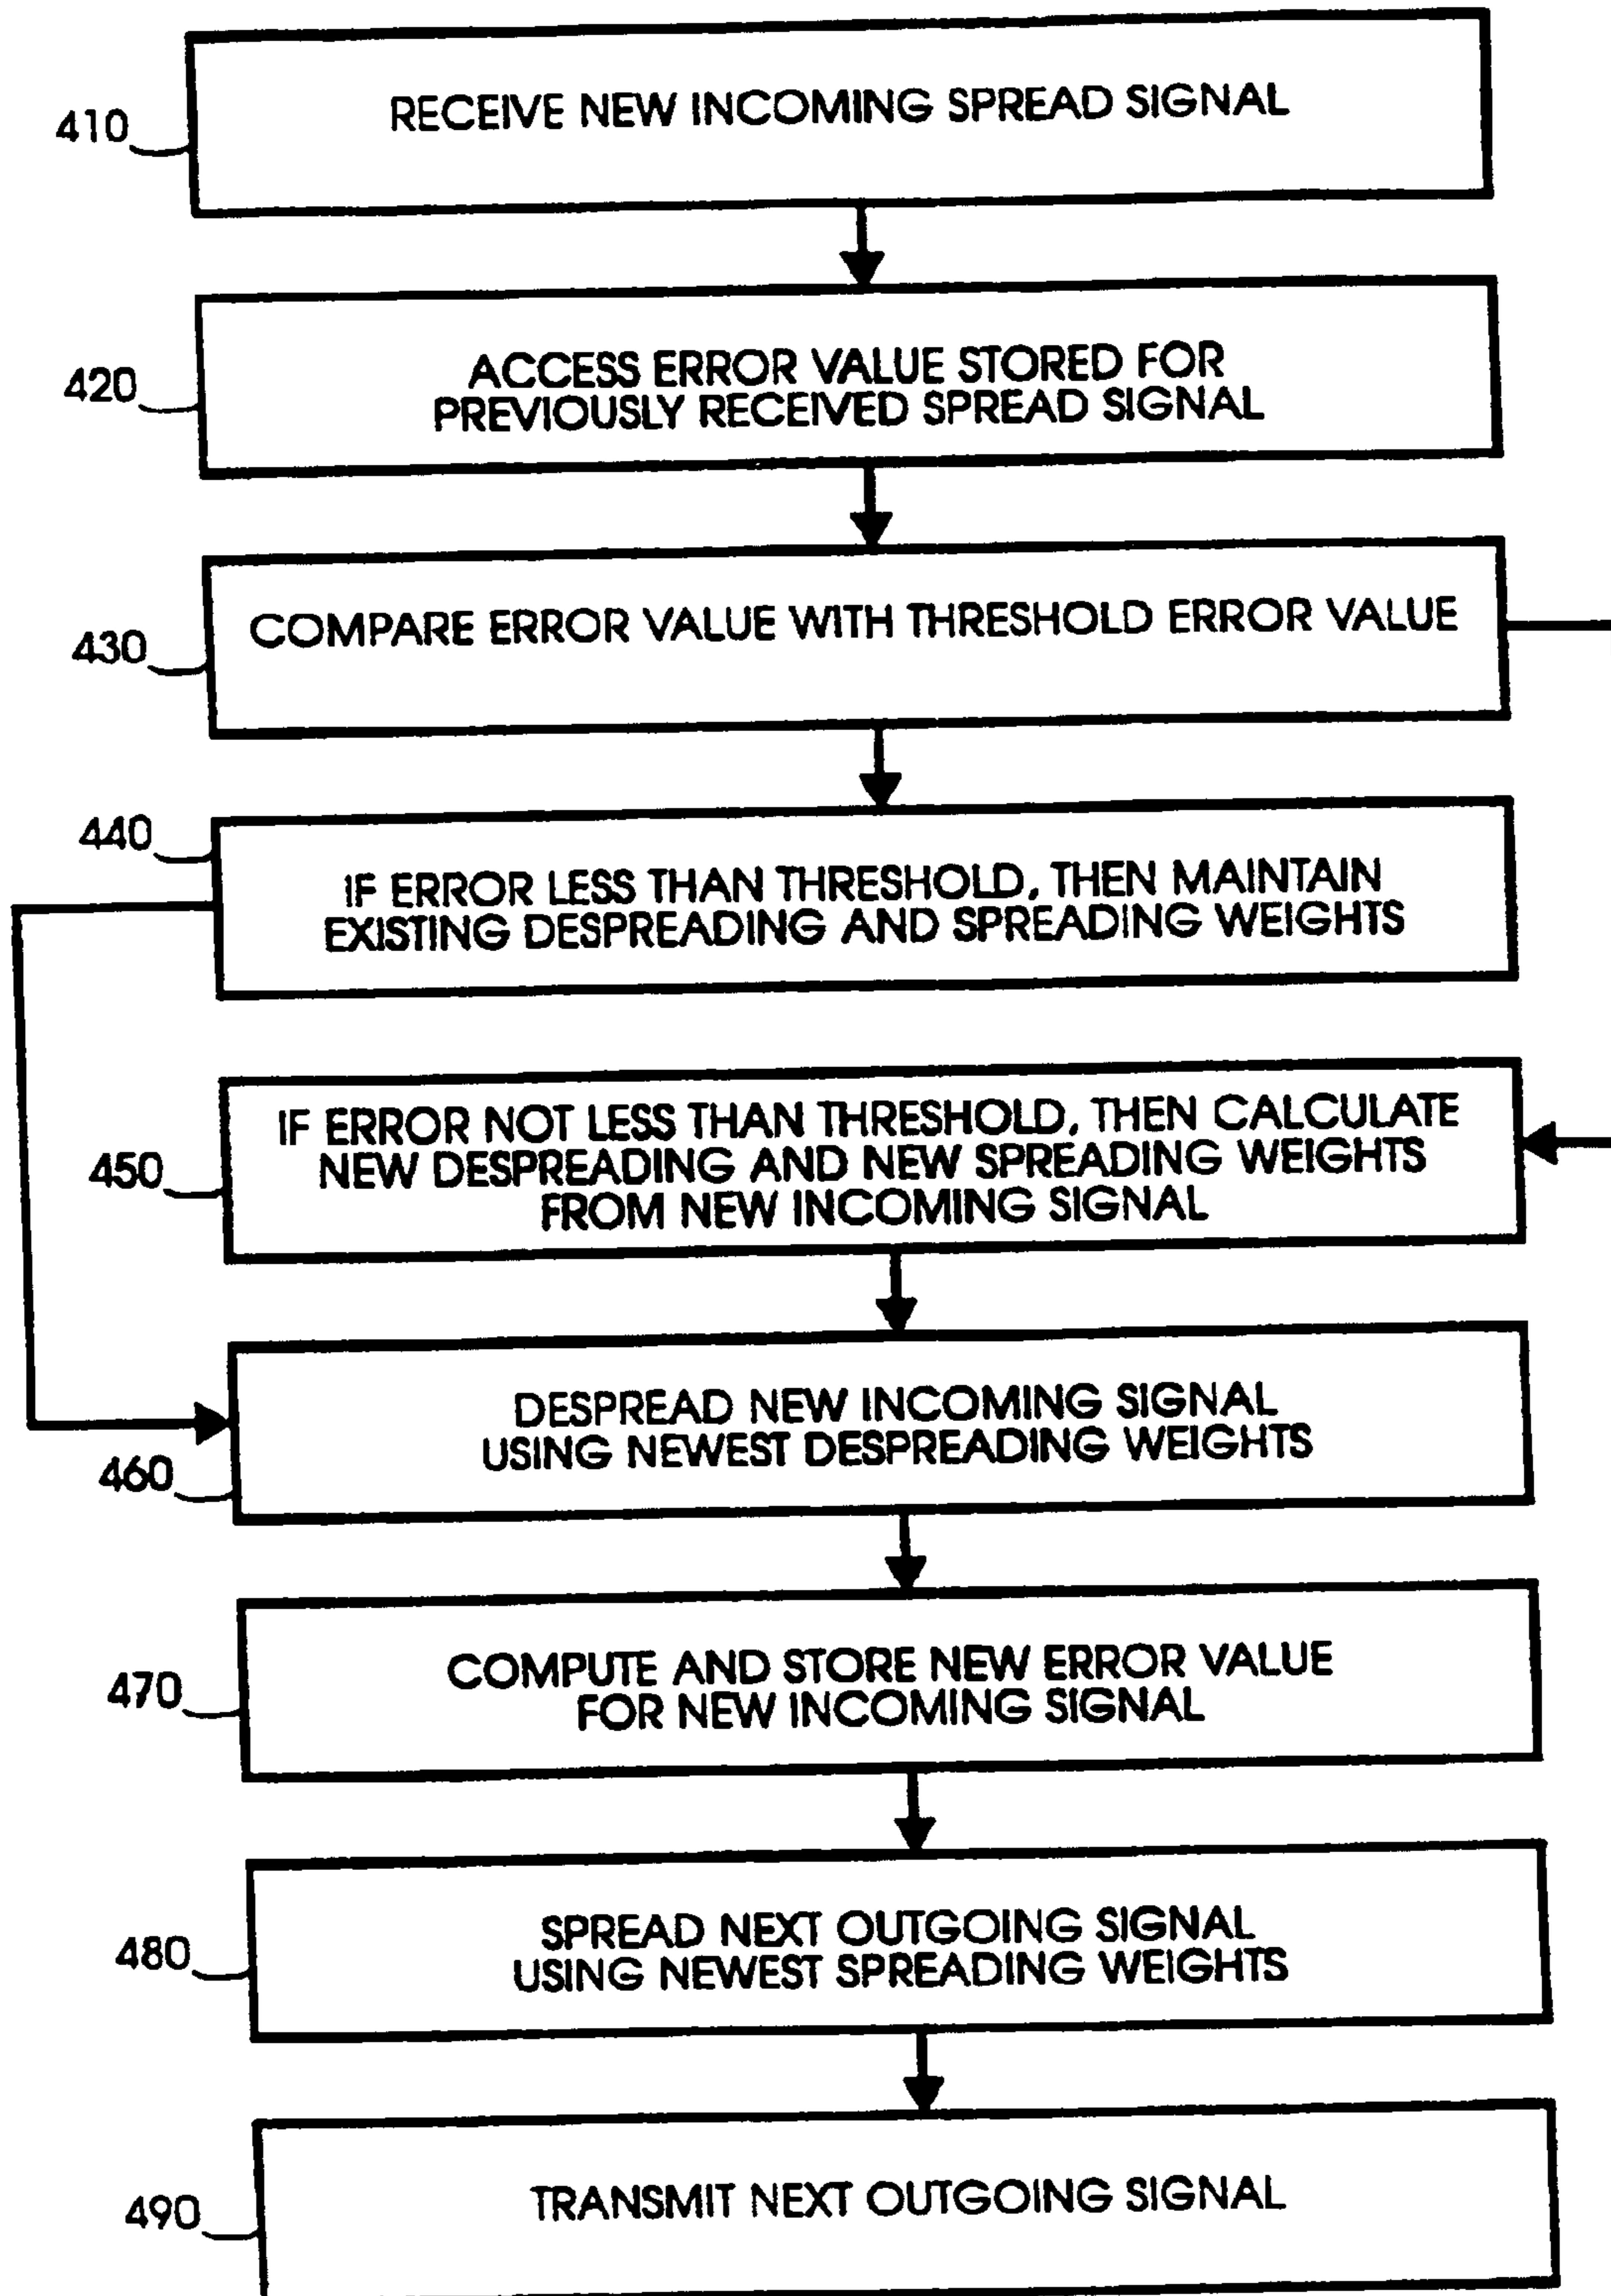 410
RECEIVE NEW INCOMING SPREAD SIGNAL
420
ACCESS ERROR VALUE STORED FOR
PREVIOUSLY RECEIVED SPREAD SIGNAL
430
COMPARE ERROR VALUE WITH THRESHOLD ERROR VALUE
440
IF ERROR LESS THAN THRESHOLD, THEN MAINTAIN
EXISTING DESPREADING AND SPREADING WEIGHTS
450
IF ERROR NOT LESS THAN THRESHOLD, THEN CALCULATE
NEW DESPREADING AND NEW SPREADING WEIGHTS
FROM NEW INCOMING SIGNAL
460
DESPREAD NEW INCOMING SIGNAL
USING NEWEST DESPREADING WEIGHTS
470
COMPUTE AND STORE NEW ERROR VALUE
FOR NEW INCOMING SIGNAL
480
SPREAD NEXT OUTGOING SIGNAL
USING NEWEST SPREADING WEIGHTS
490
TRANSMIT NEXT OUTGOING SIGNAL